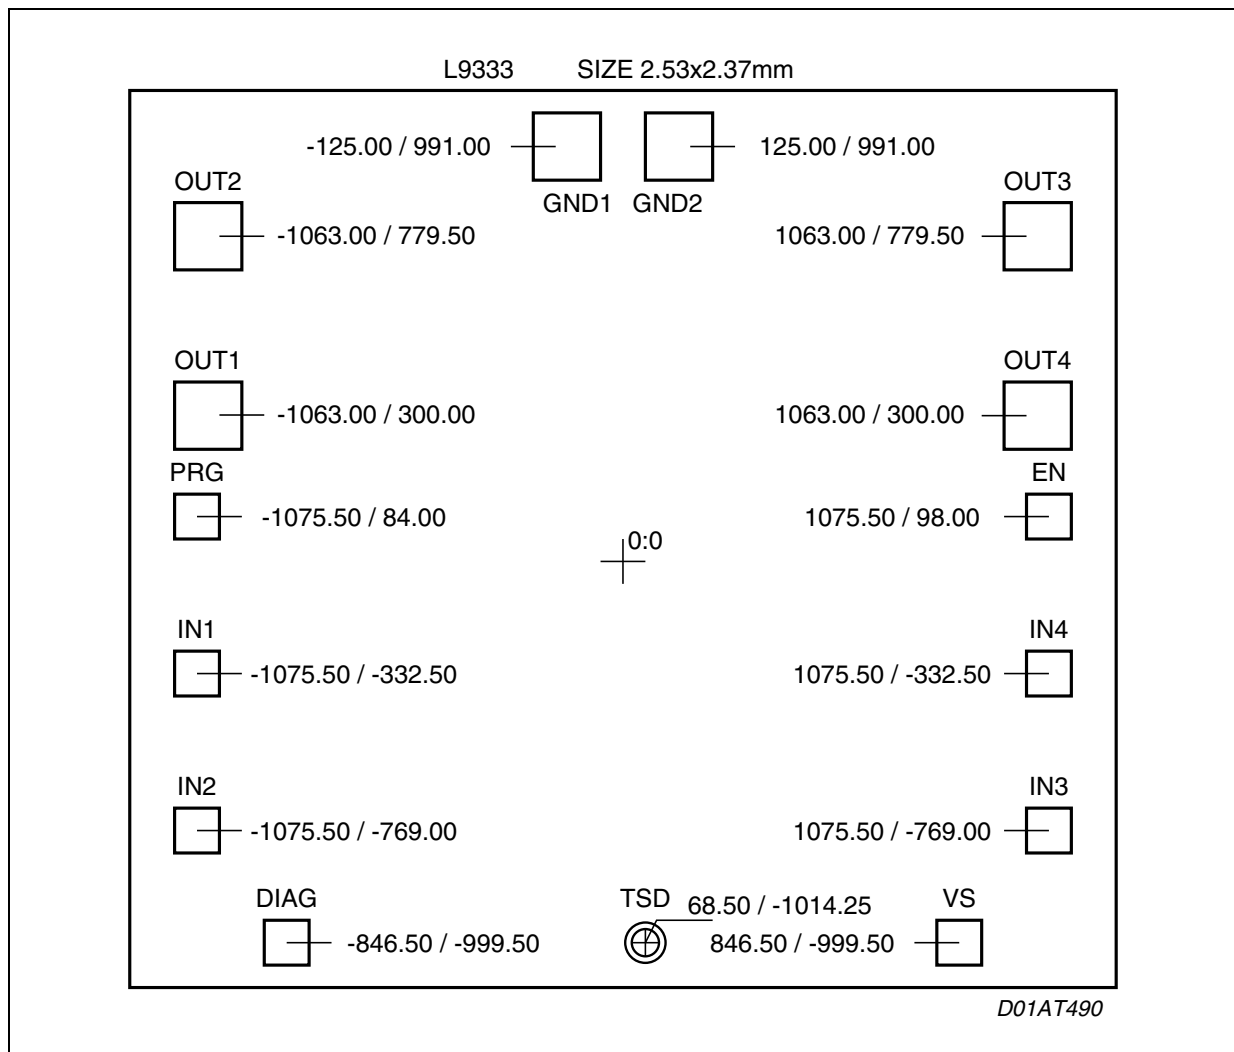 L9333 SIZE 2.53x2.37mm
-125.00 / 991.00 125.00 / 991.00
OUT2 GND1 GND2 OUT3
-1063.00 / 779.50 1063.00 / 779.50
OUT1 OUT4
-1063.00 / 300.00 1063.00 / 300.00
PRG EN
-1075.50 / 84.00 1075.50 / 98.00
0:0
IN1 IN4
-1075.50 / -332.50 1075.50 / -332.50
IN2 IN3
-1075.50 / -769.00 1075.50 / -769.00
DIAG TSD 68.50 / -1014.25 VS
-846.50 / -999.50 846.50 / -999.50
D01AT490